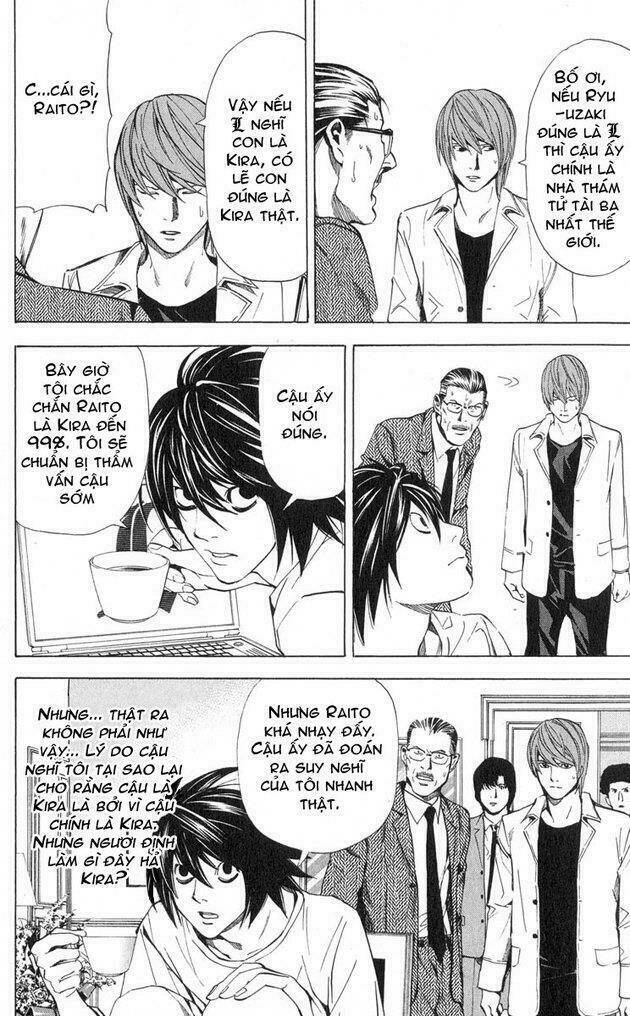 Bố ơi,
nếu Ryu
-uzaki
đúng là L
thì cậu ấy
chính là
nhà thám
tử tài ba
nhất thế
giới.
Vậy nếu
L nghĩ
con là
Kira, có
lẽ con
đúng là
Kira thật.
C...cái gì,
Raito?!
Cậu ấy
nói
đúng.
Bây giờ
tôi chắc
chắn Raito
là Kira đến
99%. Tôi sẽ
chuẩn bị thẩm
vấn cậu
sớm
Nhưng Raito
khá nhạy đấy.
Cậu ấy đã đoán
ra suy nghĩ
của tôi nhanh
thật.
Nhưng... thật ra
không phải như
vậy... Lý do cậu
nghĩ tôi tại sao lại
cho rằng cậu là
Kira là bởi vì cậu
chính là Kira.
Nhưng người định
làm gì đây hả
Kira?